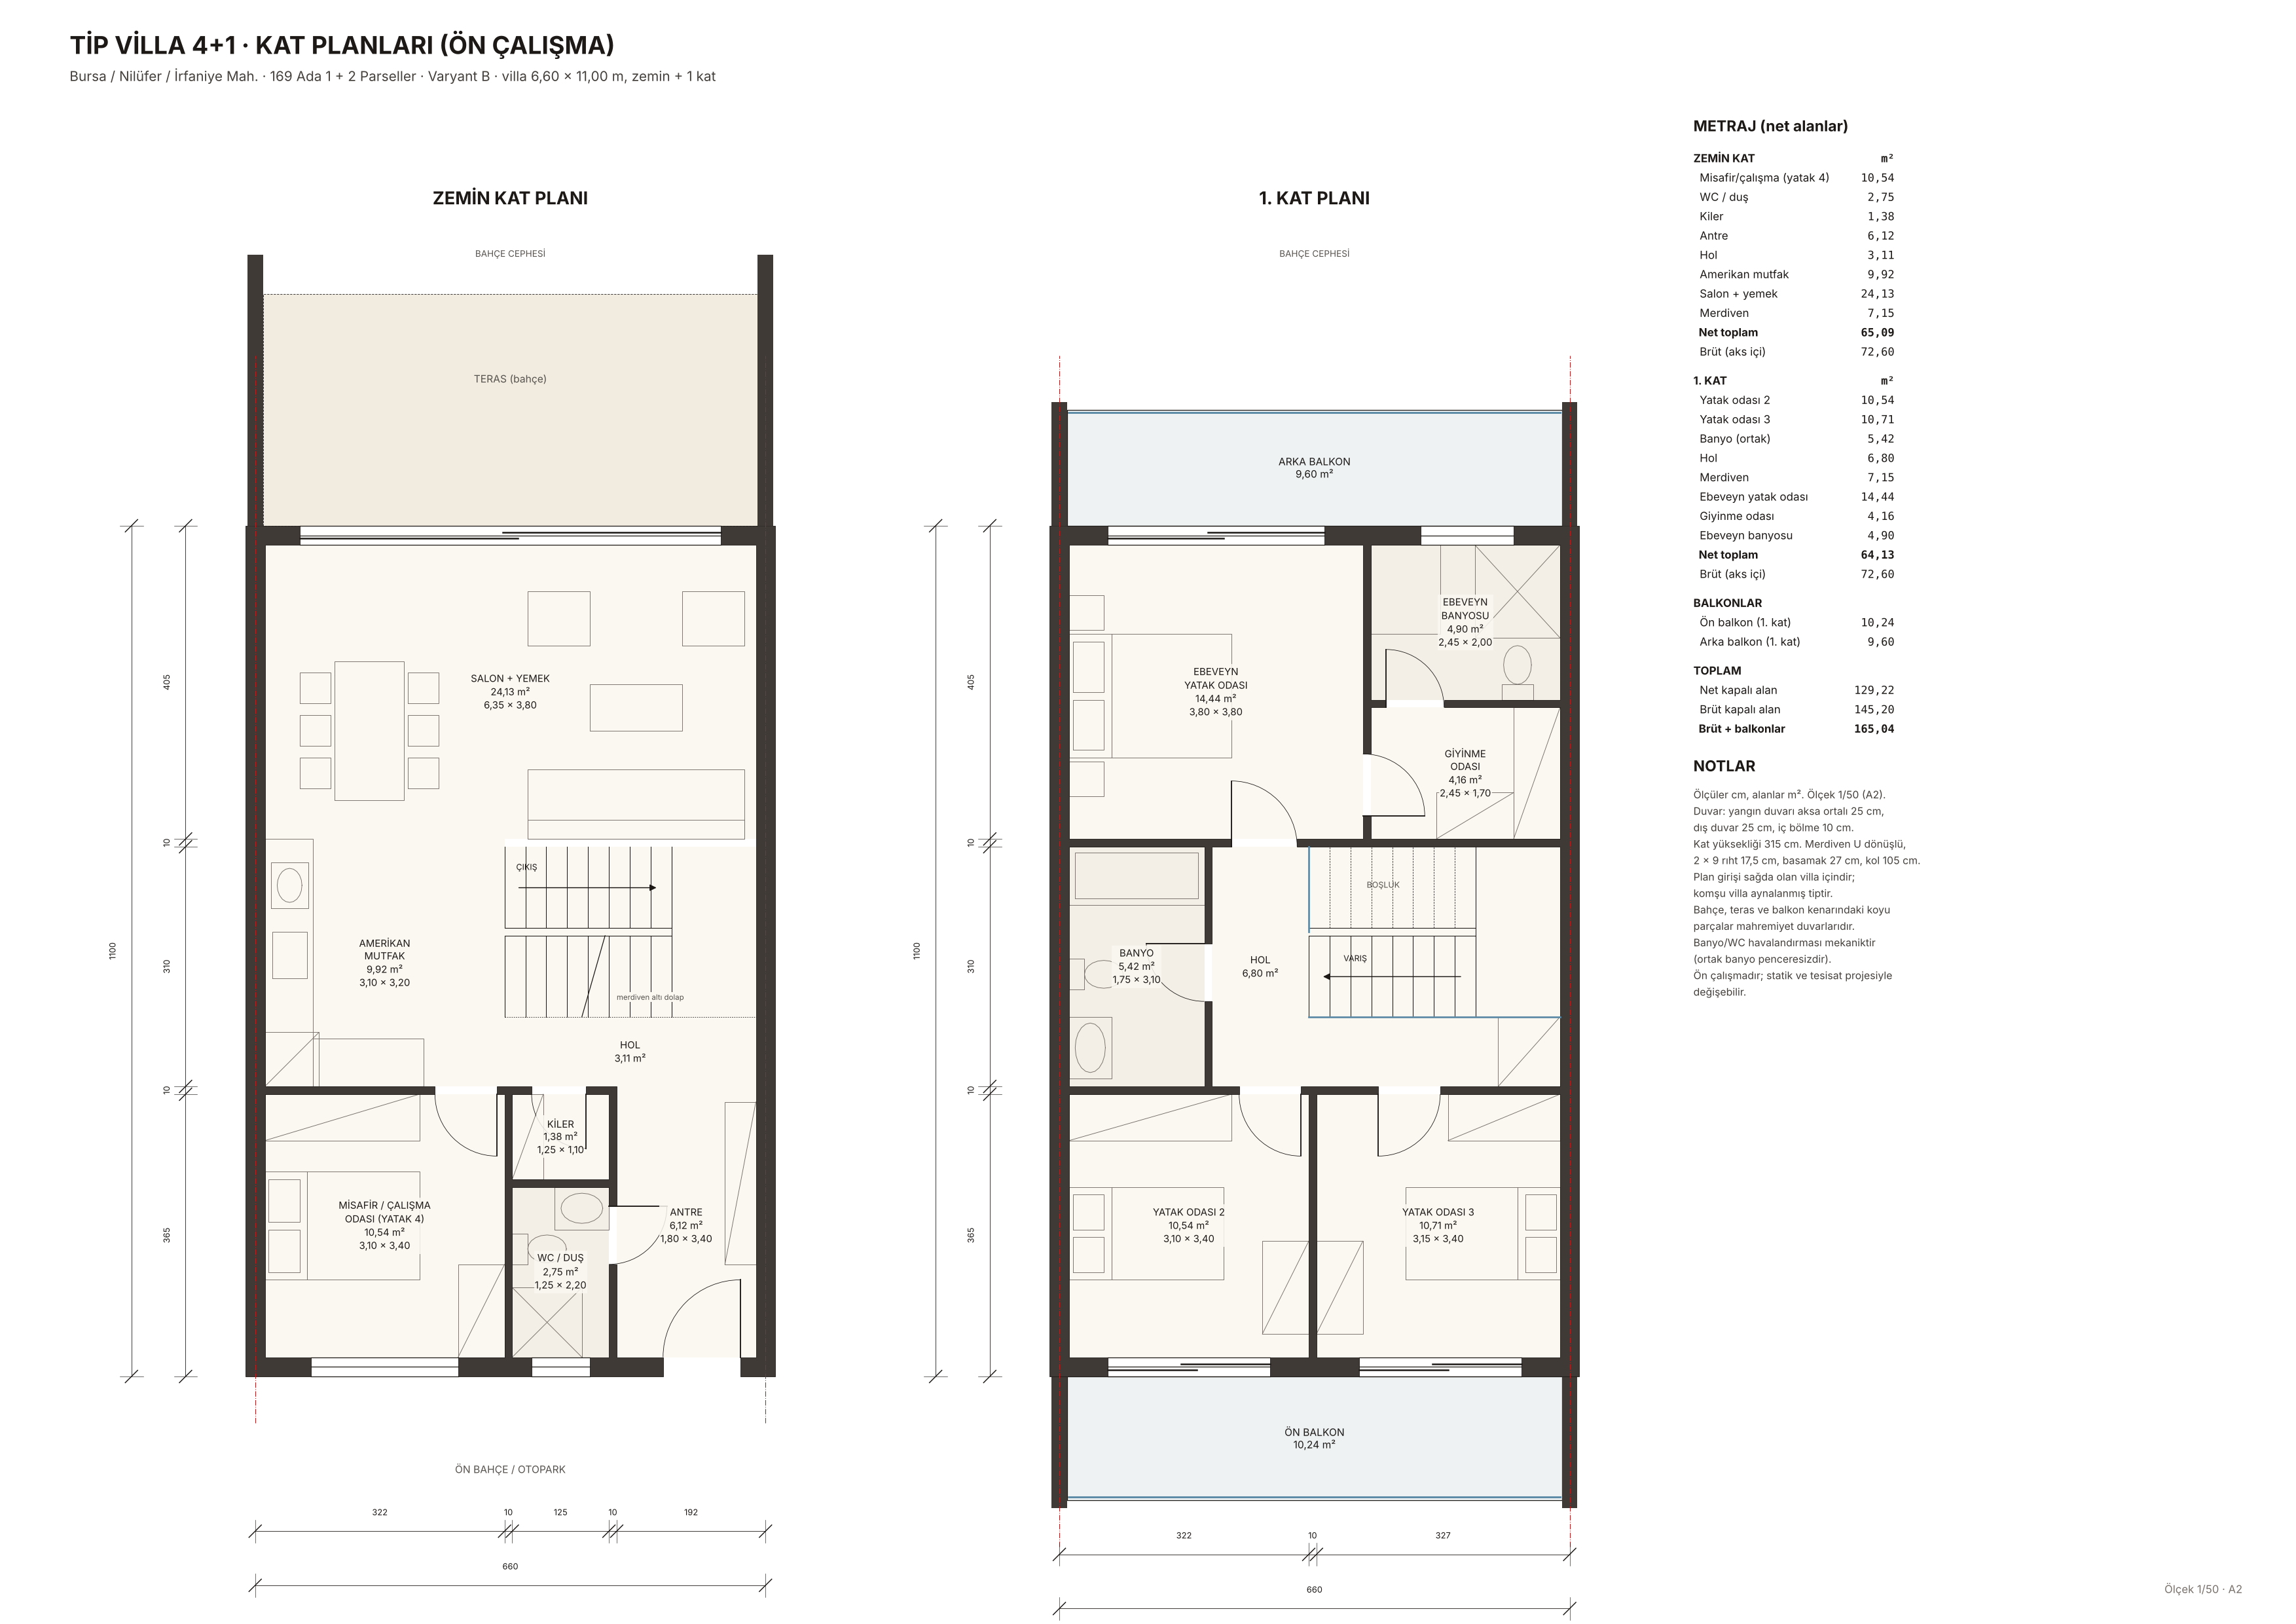 TİP VİLLA 4+1 · KAT PLANLARI (ÖN ÇALIŞMA)
Bursa / Nilüfer / İrfaniye Mah. · 169 Ada 1 + 2 Parseller · Varyant B · villa 6,60 × 11,00 m, zemin + 1 kat
ZEMİN KAT PLANI
BAHÇE CEPHESİ
TERAS (bahçe)
SALON + YEMEK
24,13 m²
6,35 × 3,80
ÇIKIŞ
AMERİKAN
MUTFAK
9,92 m²
3,10 × 3,20
merdiven altı dolap
HOL
3,11 m²
KİLER
1,38 m²
1,25 × 1,10
MİSAFİR / ÇALIŞMA
ODASI (YATAK 4)
10,54 m²
3,10 × 3,40
ANTRE
6,12 m²
1,80 × 3,40
WC / DUŞ
2,75 m²
1,25 × 2,20
ÖN BAHÇE / OTOPARK
405
10
310
10
365
1100
322
10
125
10
192
660
1. KAT PLANI
BAHÇE CEPHESİ
ARKA BALKON
9,60 m²
EBEVEYN
BANYOSU
4,90 m²
2,45 × 2,00
EBEVEYN
YATAK ODASI
14,44 m²
3,80 × 3,80
GİYİNME
ODASI
4,16 m²
2,45 × 1,70
BOŞLUK
BANYO
5,42 m²
1,75 × 3,10
HOL
6,80 m²
VARIŞ
YATAK ODASI 2
10,54 m²
3,10 × 3,40
YATAK ODASI 3
10,71 m²
3,15 × 3,40
ÖN BALKON
10,24 m²
405
10
310
10
365
1100
322
10
327
660
METRAJ (net alanlar)
ZEMİN KAT m²
Misafir/çalışma (yatak 4) 10,54
WC / duş 2,75
Kiler 1,38
Antre 6,12
Hol 3,11
Amerikan mutfak 9,92
Salon + yemek 24,13
Merdiven 7,15
Net toplam 65,09
Brüt (aks içi) 72,60
1. KAT m²
Yatak odası 2 10,54
Yatak odası 3 10,71
Banyo (ortak) 5,42
Hol 6,80
Merdiven 7,15
Ebeveyn yatak odası 14,44
Giyinme odası 4,16
Ebeveyn banyosu 4,90
Net toplam 64,13
Brüt (aks içi) 72,60
BALKONLAR
Ön balkon (1. kat) 10,24
Arka balkon (1. kat) 9,60
TOPLAM
Net kapalı alan 129,22
Brüt kapalı alan 145,20
Brüt + balkonlar 165,04
NOTLAR
Ölçüler cm, alanlar m². Ölçek 1/50 (A2).
Duvar: yangın duvarı aksa ortalı 25 cm,
dış duvar 25 cm, iç bölme 10 cm.
Kat yüksekliği 315 cm. Merdiven U dönüşlü,
2 × 9 rıht 17,5 cm, basamak 27 cm, kol 105 cm.
Plan girişi sağda olan villa içindir;
komşu villa aynalanmış tiptir.
Bahçe, teras ve balkon kenarındaki koyu
parçalar mahremiyet duvarlarıdır.
Banyo/WC havalandırması mekaniktir
(ortak banyo penceresizdir).
Ön çalışmadır; statik ve tesisat projesiyle
değişebilir.
Ölçek 1/50 · A2